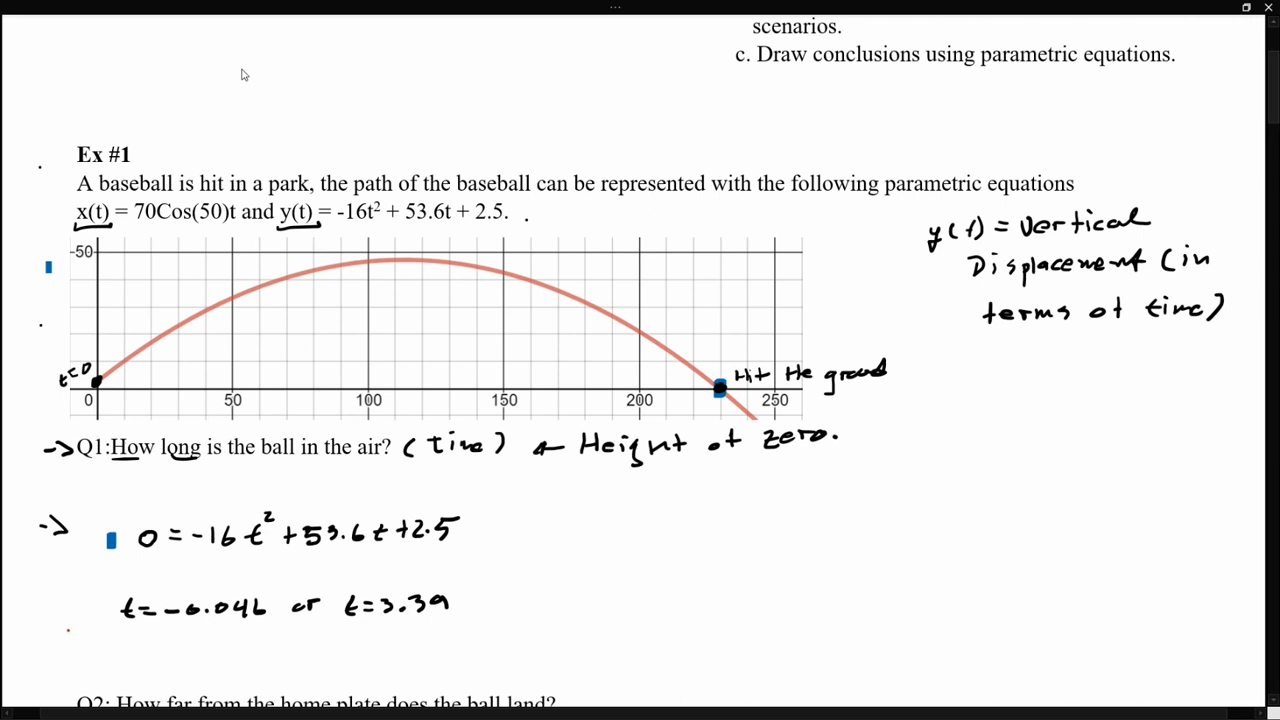 scenarios.
c. Draw conclusions using parametric equations.
Ex #1
A baseball is hit in a park, the path of the baseball can be represented with the following parametric equations
x(t) = 70Cos(50)t and y(t) = -16t² + 53.6t + 2.5.
y(t) = vertical
Displacement (in
terms of time)
50
t=0
Hit the ground
0 50 100 150 200 250
-> Q1:How long is the ball in the air? (time) ← Height of zero.
-> 0 = -16t² + 53.6t + 2.5
t = -0.046 or t = 3.39
Q2: How far from the home plate does the ball land?